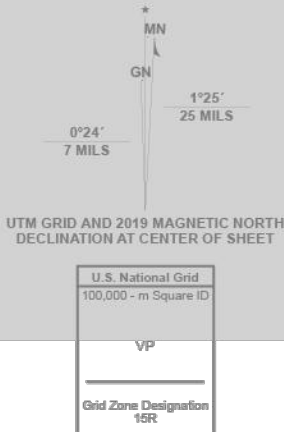 MN
GN
1°25´
25 MILS
0°24´
7 MILS
UTM GRID AND 2019 MAGNETIC NORTH
DECLINATION AT CENTER OF SHEET
U.S. National Grid
100,000 - m Square ID
VP
Grid Zone Designation
15R